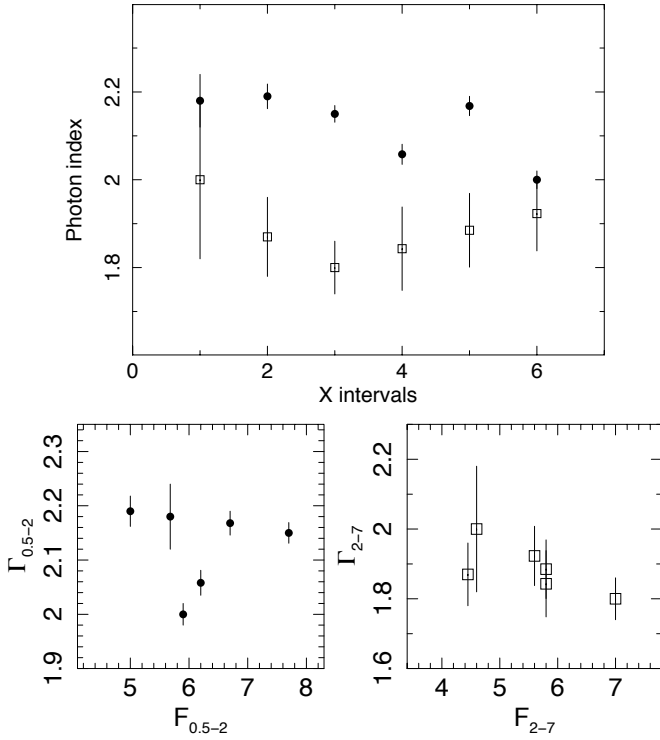 Photon index
2.2
2
1.8
0 2 4 6
X intervals
Γ0.5−2
2.3
2.2
2.1
2
1.9
5 6 7 8
F0.5−2
Γ2−7
2.2
2
1.8
1.6
4 5 6 7
F2−7